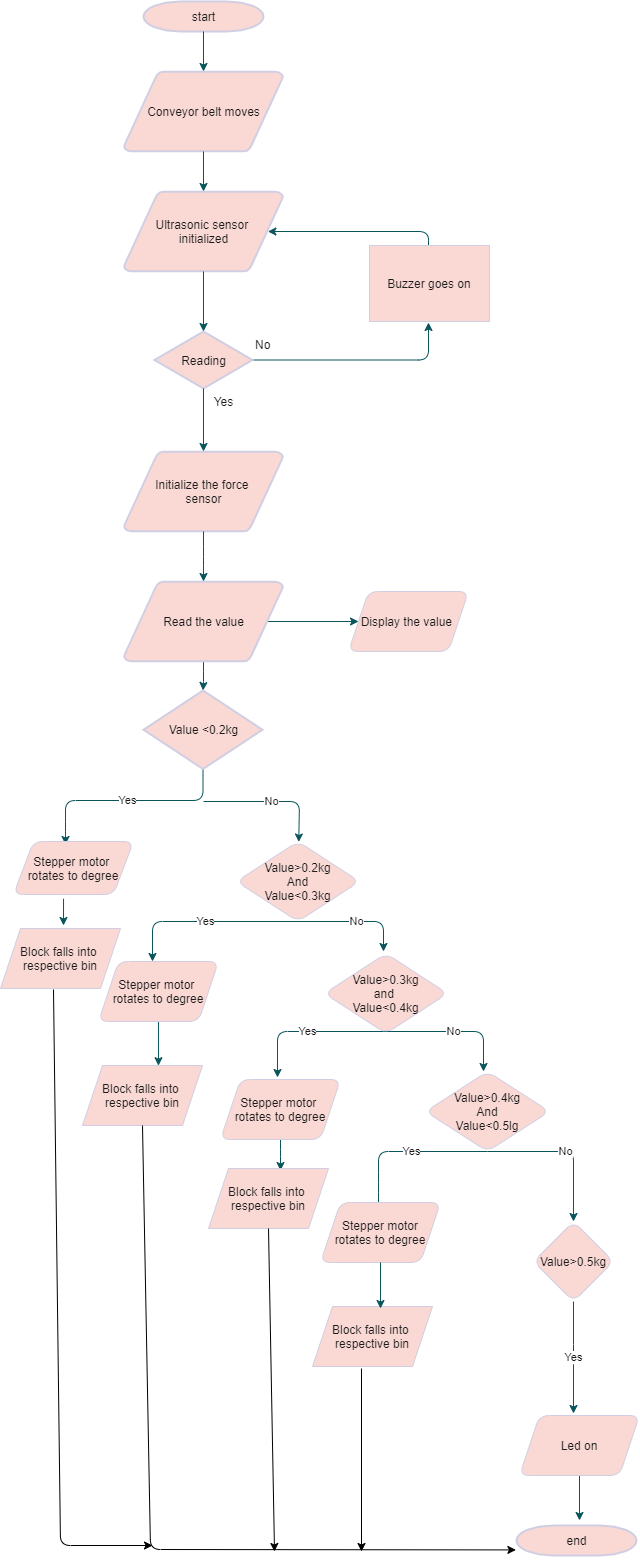 start
Conveyor belt moves
Ultrasonic sensor
initialized
Buzzer goes on
No
Reading
Yes
Initialize the force
sensor
Read the value
Display the value
Value <0.2kg
Yes
No
Stepper motor
rotates to degree
Value>0.2kg
And
Value<0.3kg
Block falls into
respective bin
Yes
No
Stepper motor
rotates to degree
Value>0.3kg
and
Value<0.4kg
Block falls into
respective bin
Yes
No
Stepper motor
rotates to degree
Value>0.4kg
And
Value<0.5lg
Block falls into
respective bin
Yes
No
Stepper motor
rotates to degree
Value>0.5kg
Block falls into
respective bin
Yes
Led on
end